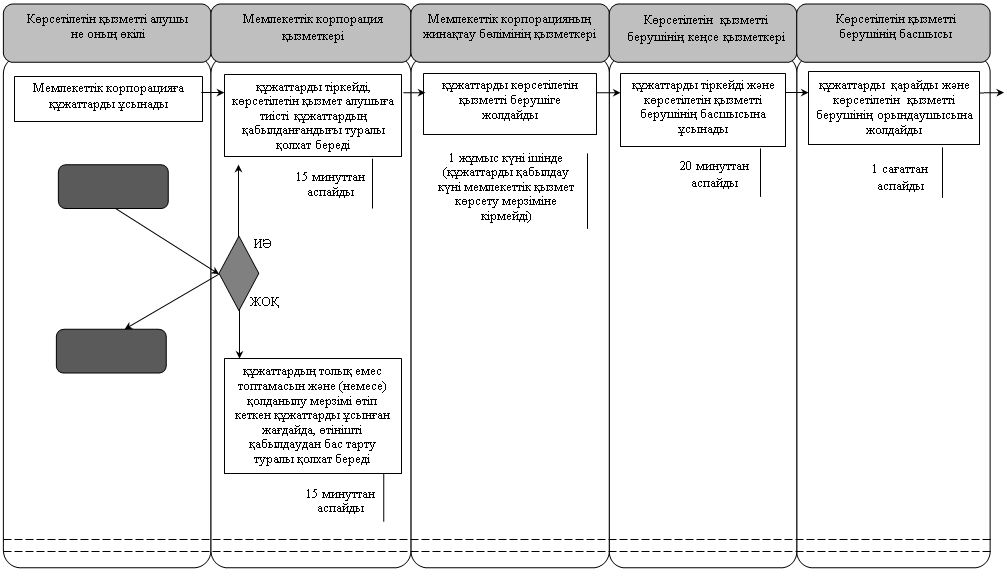 Көрсетілетін қызметті алушы
не оның өкілі
Мемлекеттік корпорация
қызметкері
Мемлекеттік корпорацияның
жинақтау бөлімінің қызметкері
Көрсетілетін қызметті
берушінің кеңсе қызметкері
Көрсетілетін қызметті
берушінің басшысы
Мемлекеттік корпорацияға
құжаттарды ұсынады
құжаттарды тіркейді,
көрсетілетін қызмет алушыға
тиісті құжаттардың
қабылданғандығы туралы
қолхат береді
құжаттарды көрсетілетін
қызметті берушіге
жолдайды
құжаттарды тіркейді және
көрсетілетін қызметті
берушінің басшысына
ұсынады
құжаттарды қарайды және
көрсетілетін қызметті
берушінің орындаушысына
жолдайды
15 минуттан
аспайды
1 жұмыс күні ішінде
(құжаттарды қабылдау
күні мемлекеттік қызмет
көрсету мерзіміне
кірмейді)
20 минуттан
аспайды
1 сағаттан
аспайды
ИӘ
ЖОҚ
құжаттардың толық емес
топтамасын және (немесе)
қолданылу мерзімі өтіп
кеткен құжаттарды ұсынған
жағдайда, өтінішті
қабылдаудан бас тарту
туралы қолхат береді
15 минуттан
аспайды